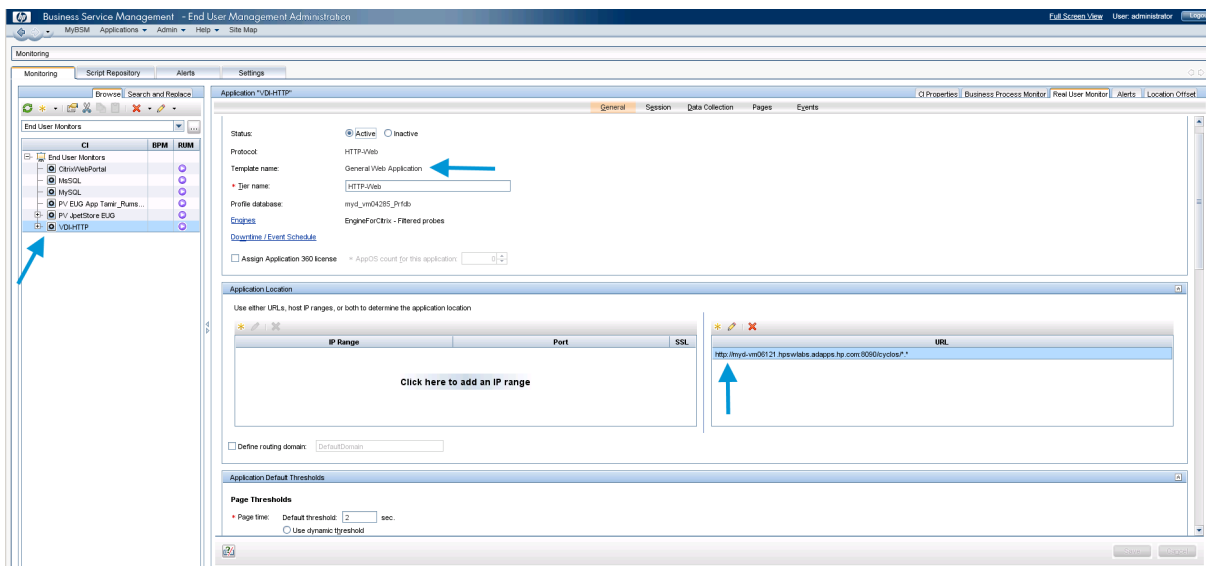 hp Business Service Management - End User Management Administration Full Screen View User: administrator Logo
MyBSM Applications Admin Help Site Map
Monitoring
Monitoring Script Repository Alerts Settings
Browse Search and Replace
Application "VDI-HTTP" CI Properties Business Process Monitor Real User Monitor Alerts Location Offset
General Session Data Collection Pages Events
End User Monitors ...
CI BPM RUM
End User Monitors
CitrixWebPortal
MsSQL
MySQL
PV EUG App Tamir_Rums...
PV JpetStore EUG
VDI-HTTP
Status: Active Inactive
Protocol: HTTP-Web
Template name: General Web Application
* Tier name: HTTP-Web
Profile database: myd_vm04285_Prfdb
Engines EngineForCitrix - Filtered probes
Downtime / Event Schedule
Assign Application 360 license * AppOS count for this application: 0
Application Location
Use either URLs, host IP ranges, or both to determine the application location
IP Range Port SSL
Click here to add an IP range
URL
http://myd-vm06121.hpswlabs.adapps.hp.com:8090/cyclos/*.*
Define routing domain: DefaultDomain
Application Default Thresholds
Page Thresholds
* Page time: Default threshold: 2 sec.
Use dynamic threshold
Save Cancel